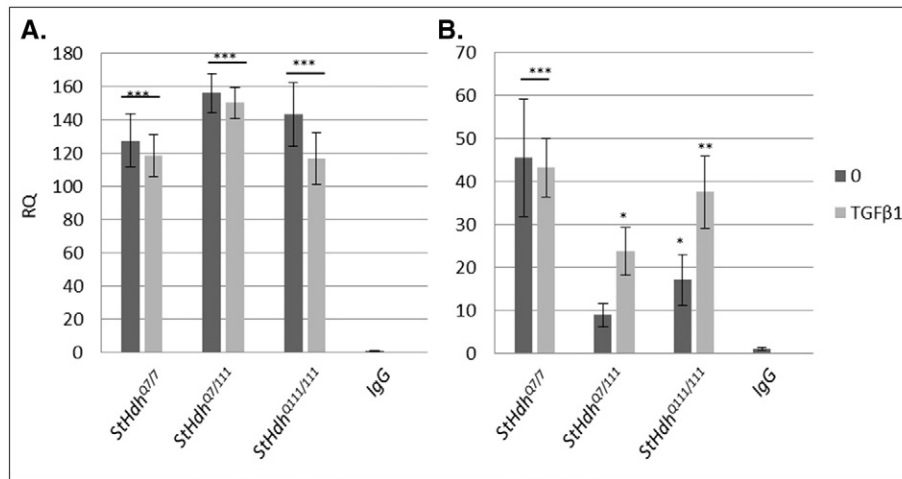 A.
RQ
180
160
140
120
100
80
60
40
20
0
***
***
***
StHdhQ7/7
StHdhQ7/111
StHdhQ111/111
IgG
B.
70
60
50
40
30
20
10
0
***
*
*
**
StHdhQ7/7
StHdhQ7/111
StHdhQ111/111
IgG
0
TGFβ1